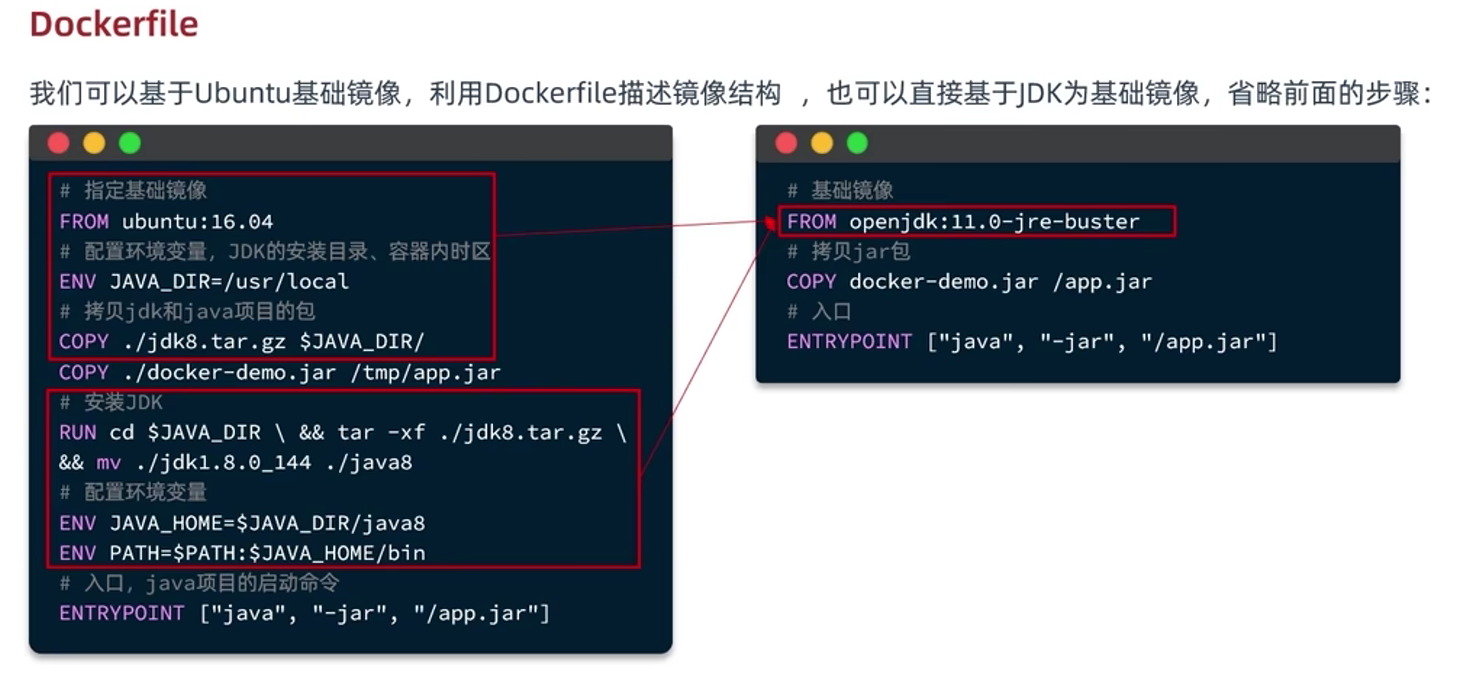 Dockerfile
我们可以基于Ubuntu基础镜像，利用Dockerfile描述镜像结构 ，也可以直接基于JDK为基础镜像，省略前面的步骤：
# 指定基础镜像
FROM ubuntu:16.04
# 配置环境变量，JDK的安装目录、容器内时区
ENV JAVA_DIR=/usr/local
# 拷贝jdk和java项目的包
COPY ./jdk8.tar.gz $JAVA_DIR/
COPY ./docker-demo.jar /tmp/app.jar
# 安装JDK
RUN cd $JAVA_DIR \ && tar -xf ./jdk8.tar.gz \
&& mv ./jdk1.8.0_144 ./java8
# 配置环境变量
ENV JAVA_HOME=$JAVA_DIR/java8
ENV PATH=$PATH:$JAVA_HOME/bin
# 入口，java项目的启动命令
ENTRYPOINT ["java", "-jar", "/app.jar"]
# 基础镜像
FROM openjdk:11.0-jre-buster
# 拷贝jar包
COPY docker-demo.jar /app.jar
# 入口
ENTRYPOINT ["java", "-jar", "/app.jar"]